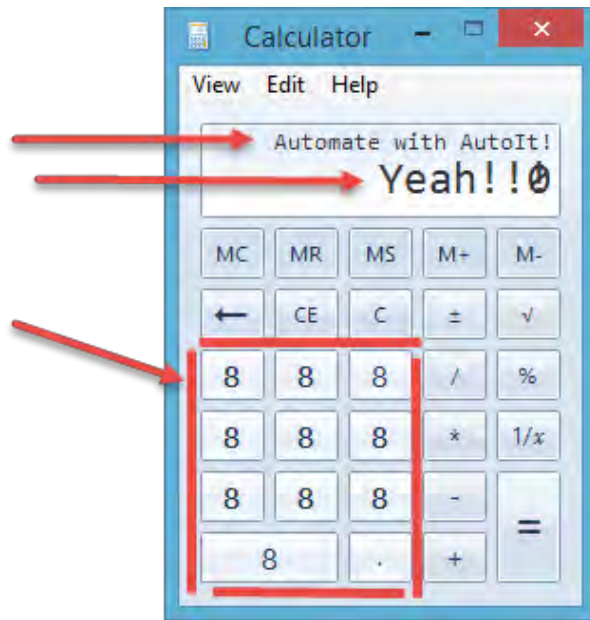 Calculator
View Edit Help
Automate with AutoIt!
Yeah!!0
MC MR MS M+ M-
← CE C ± √
8 8 8 / %
8 8 8 * 1/x
8 8 8 - =
8 . +